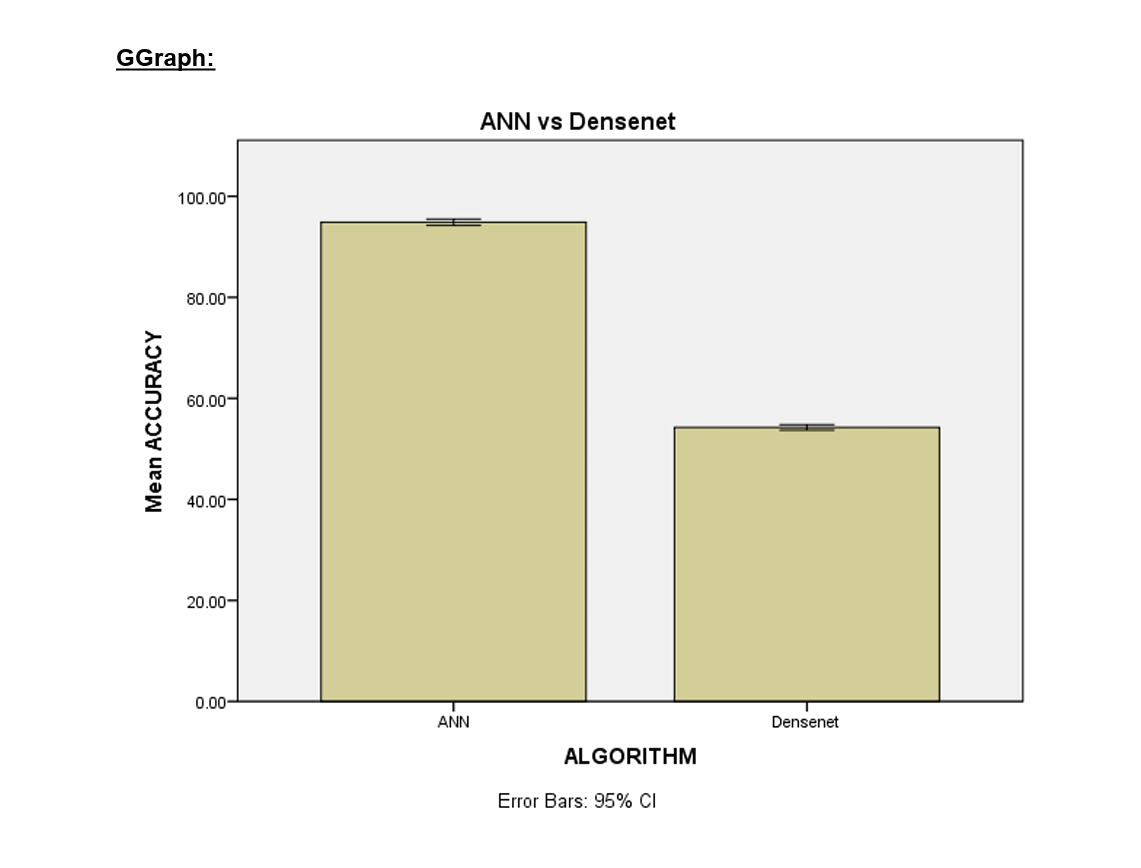 GGraph:
ANN vs Densenet
100.00
80.00
60.00
40.00
20.00
0.00
Mean ACCURACY
ANN Densenet
ALGORITHM
Error Bars: 95% CI